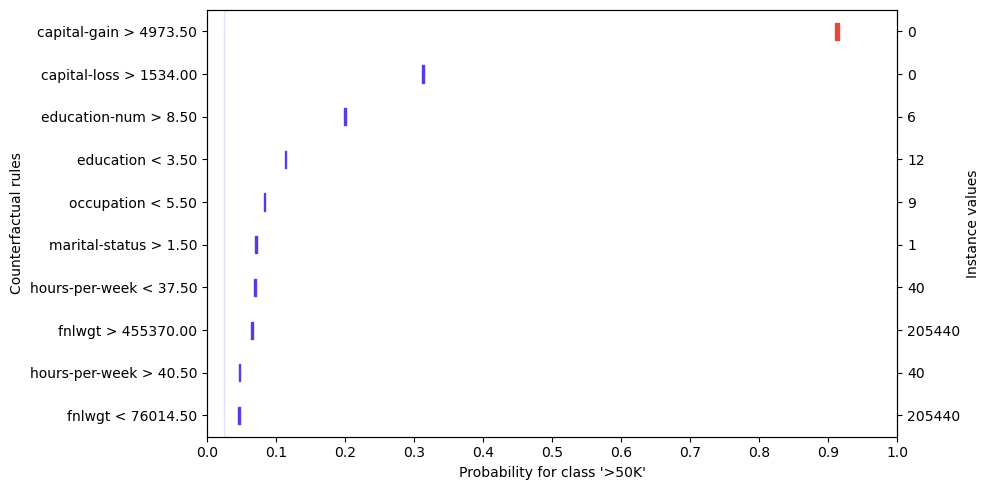 capital-gain > 4973.50 0
capital-loss > 1534.00 0
education-num > 8.50 6
education < 3.50 12
occupation < 5.50 9
marital-status > 1.50 1
hours-per-week < 37.50 40
fnlwgt > 455370.00 205440
hours-per-week > 40.50 40
fnlwgt < 76014.50 205440
Counterfactual rules
Instance values
0.0 0.1 0.2 0.3 0.4 0.5 0.6 0.7 0.8 0.9 1.0
Probability for class '>50K'